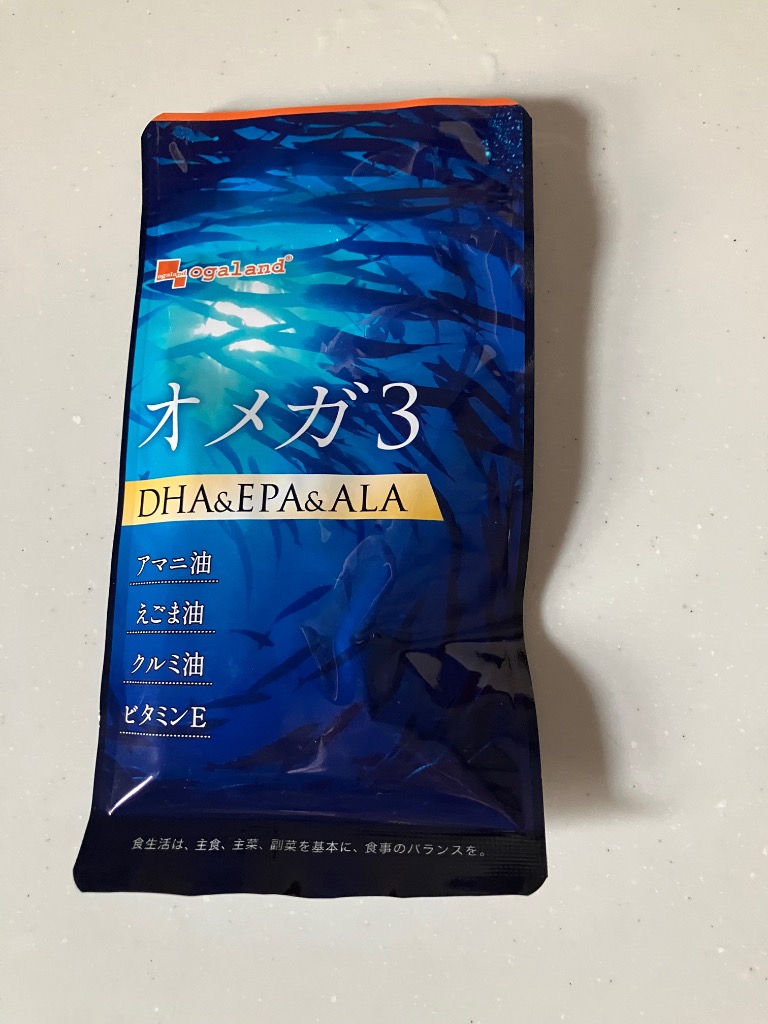 ogaland
ogaland®
オメガ3
DHA&EPA&ALA
アマニ油
えごま油
クルミ油
ビタミンE
食生活は、主食、主菜、副菜を基本に、食事のバランスを。